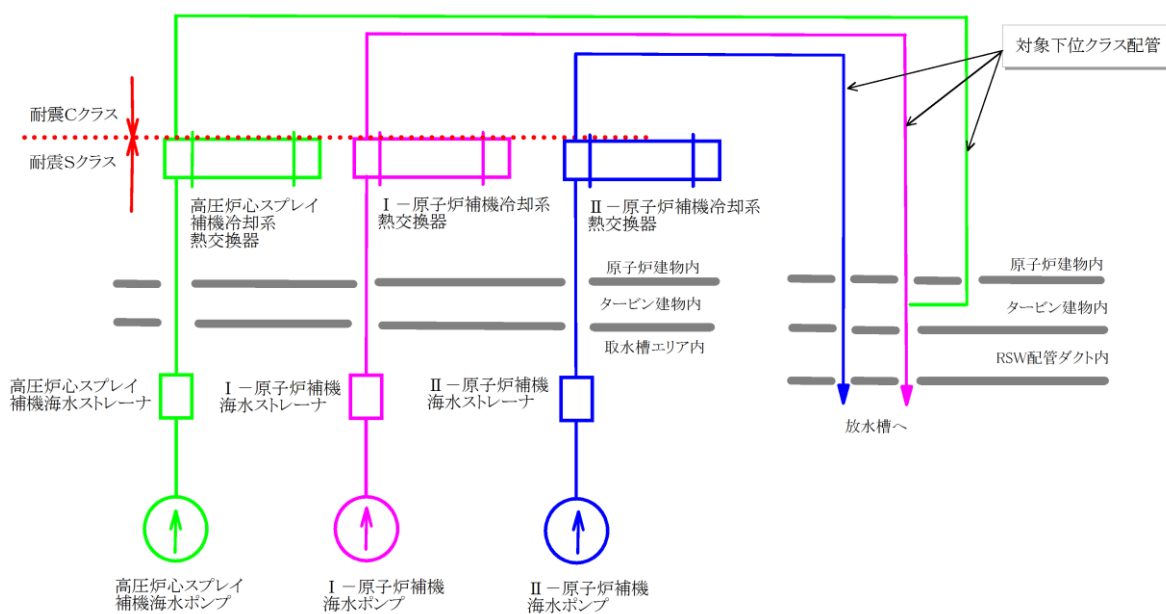 対象下位クラス配管
耐震Cクラス
耐震Sクラス
高圧炉心スプレイ
補機冷却系
熱交換器
Ⅰ－原子炉補機冷却系
熱交換器
Ⅱ－原子炉補機冷却系
熱交換器
原子炉建物内
タービン建物内
取水槽エリア内
原子炉建物内
タービン建物内
RSW配管ダクト内
放水槽へ
高圧炉心スプレイ
補機海水ストレーナ
Ⅰ－原子炉補機
海水ストレーナ
Ⅱ－原子炉補機
海水ストレーナ
高圧炉心スプレイ
補機海水ポンプ
Ⅰ－原子炉補機
海水ポンプ
Ⅱ－原子炉補機
海水ポンプ